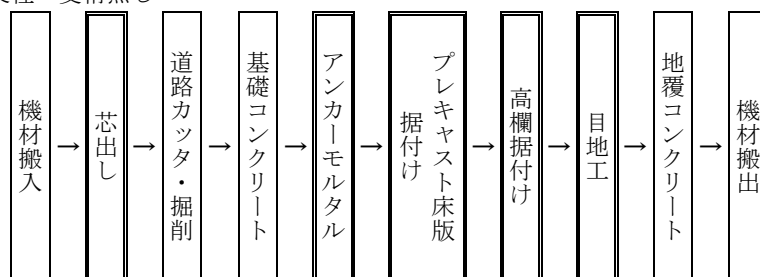 機材搬入
→
芯出し
→
道路カッタ・掘削
→
基礎コンクリート
→
アンカーモルタル
→
プレキャスト床版
据付け
→
高欄据付け
→
目地工
→
地覆コンクリート
→
機材搬出